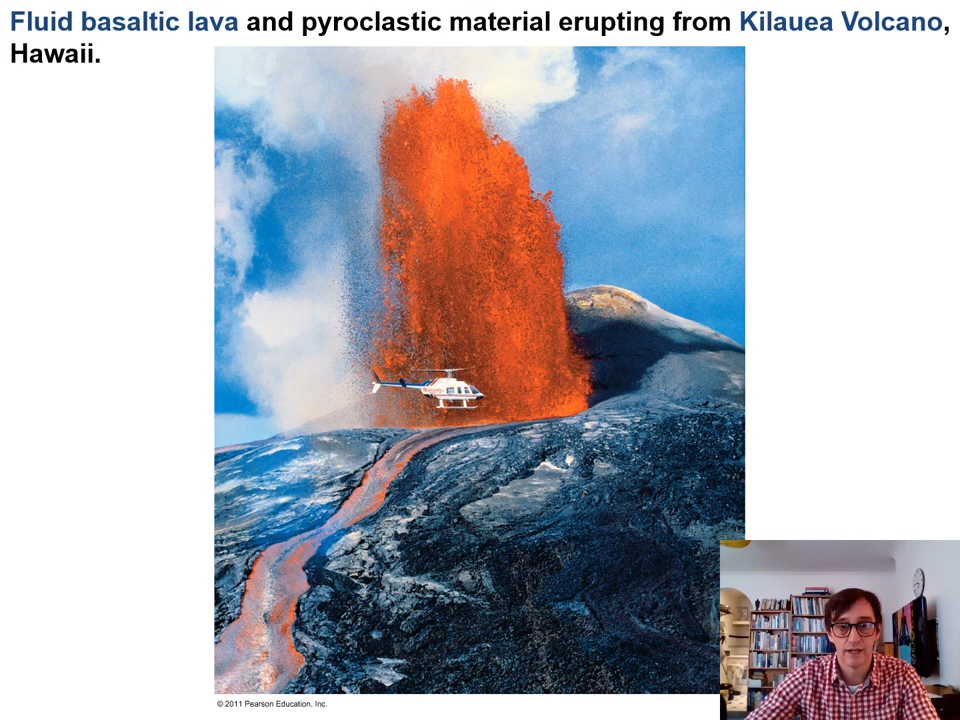 Fluid basaltic lava and pyroclastic material erupting from Kilauea Volcano,
Hawaii.
© 2011 Pearson Education, Inc.